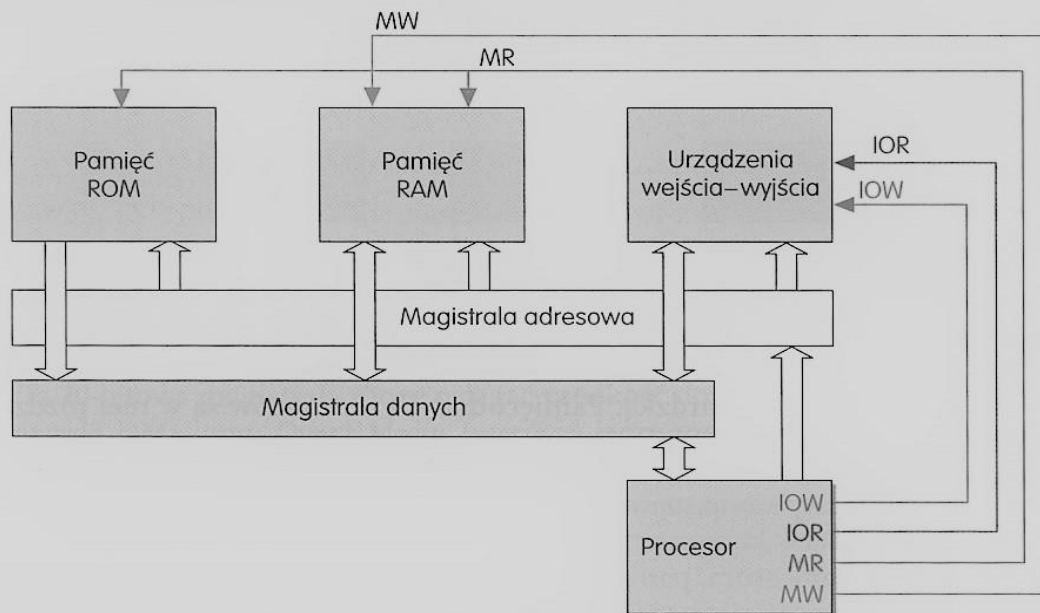 MW
MR
Pamięć
ROM
Pamięć
RAM
Urządzenia
wejścia–wyjścia
IOR
IOW
Magistrala adresowa
Magistrala danych
Procesor
IOW
IOR
MR
MW